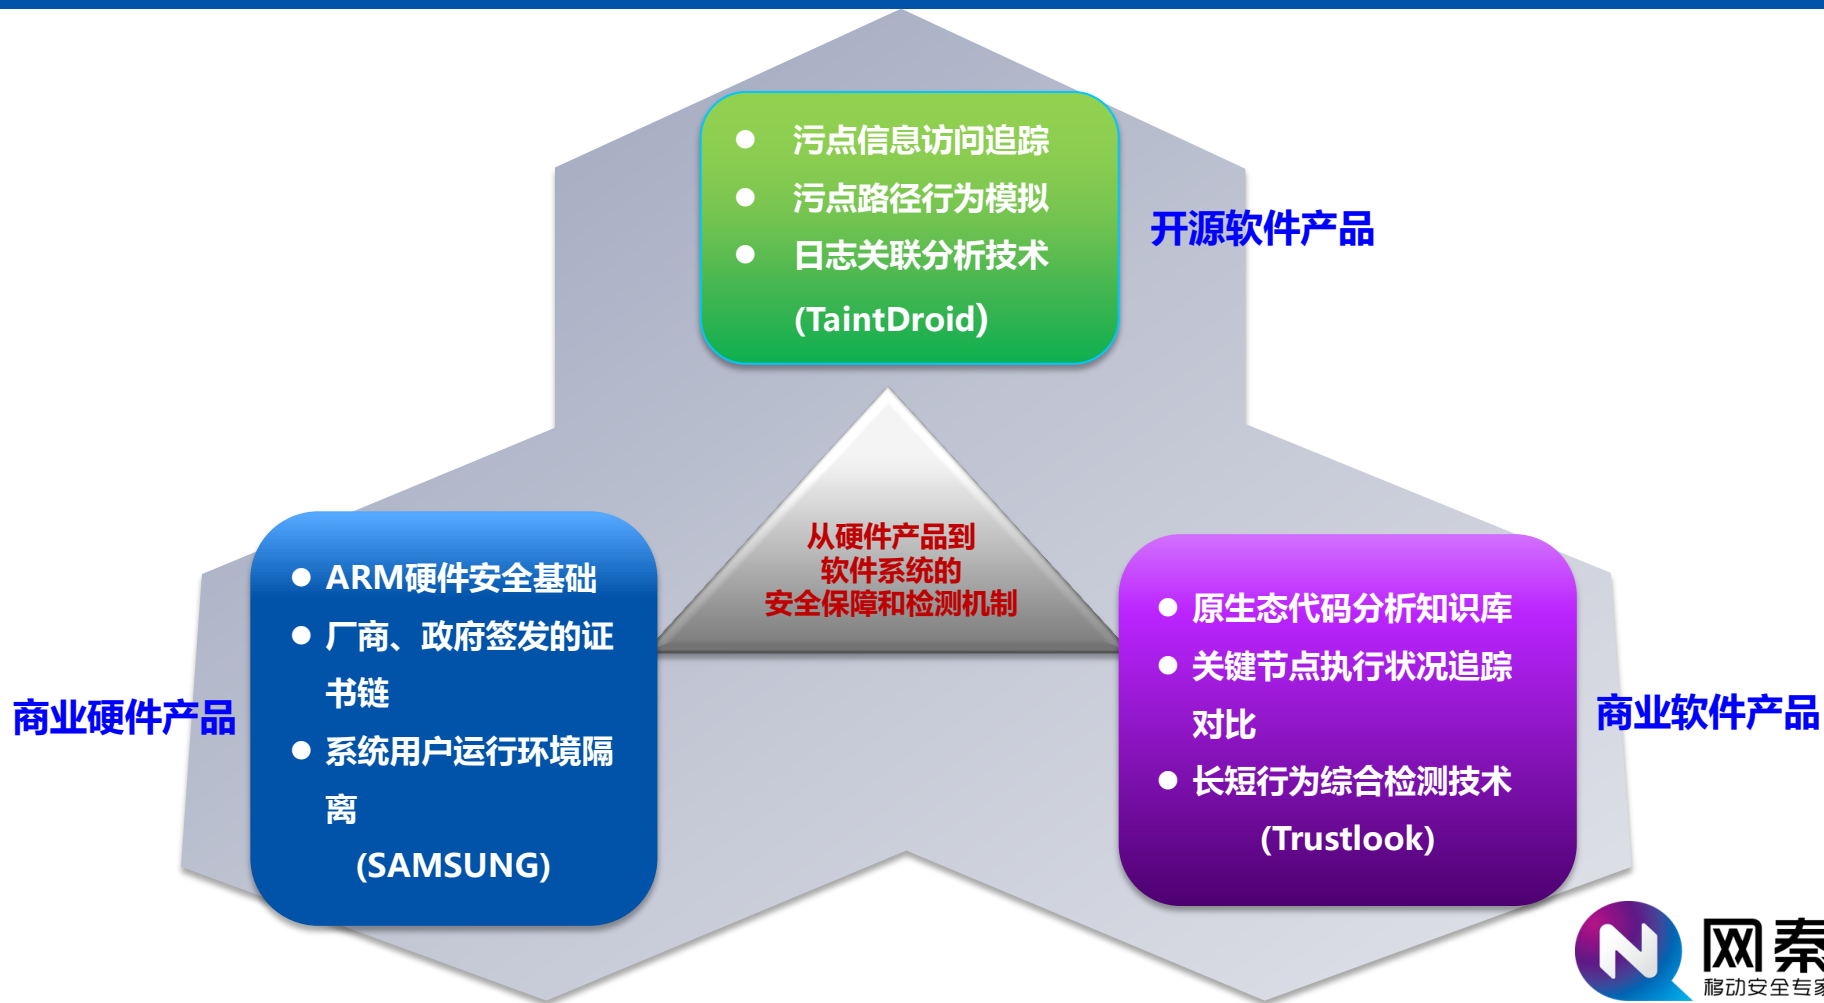 污点信息访问追踪
污点路径行为模拟
日志关联分析技术
(TaintDroid)
开源软件产品
从硬件产品到
软件系统的
安全保障和检测机制
ARM硬件安全基础
厂商、政府签发的证
书链
系统用户运行环境隔
离
(SAMSUNG)
商业硬件产品
原生态代码分析知识库
关键节点执行状况追踪
对比
长短行为综合检测技术
(Trustlook)
商业软件产品
网秦
移动安全专家